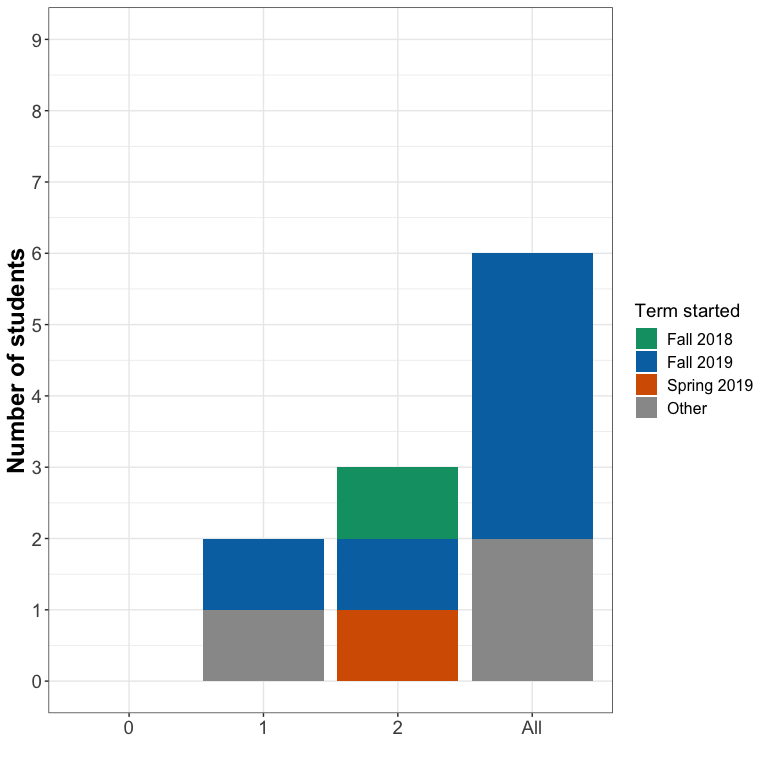 Number of students
9
8
7
6
5
4
3
2
1
0
0 1 2 All
Term started
Fall 2018
Fall 2019
Spring 2019
Other